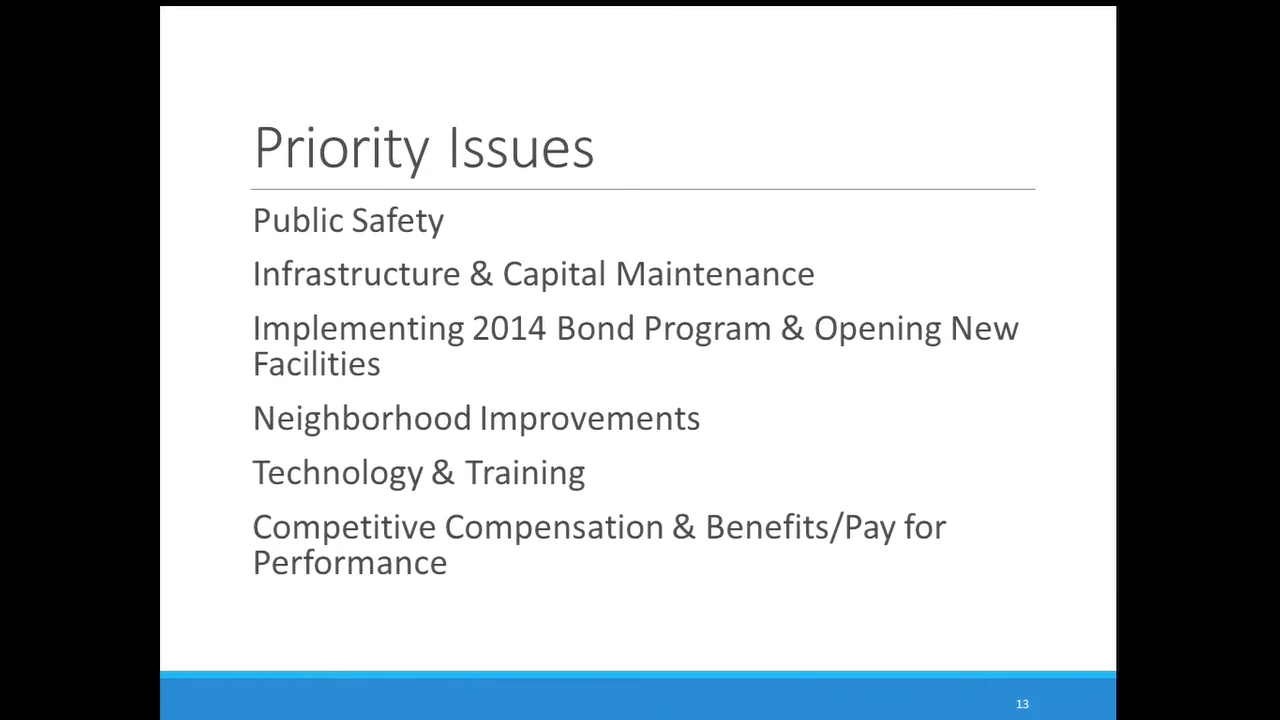 Priority Issues
Public Safety
Infrastructure & Capital Maintenance
Implementing 2014 Bond Program & Opening New
Facilities
Neighborhood Improvements
Technology & Training
Competitive Compensation & Benefits/Pay for
Performance
13